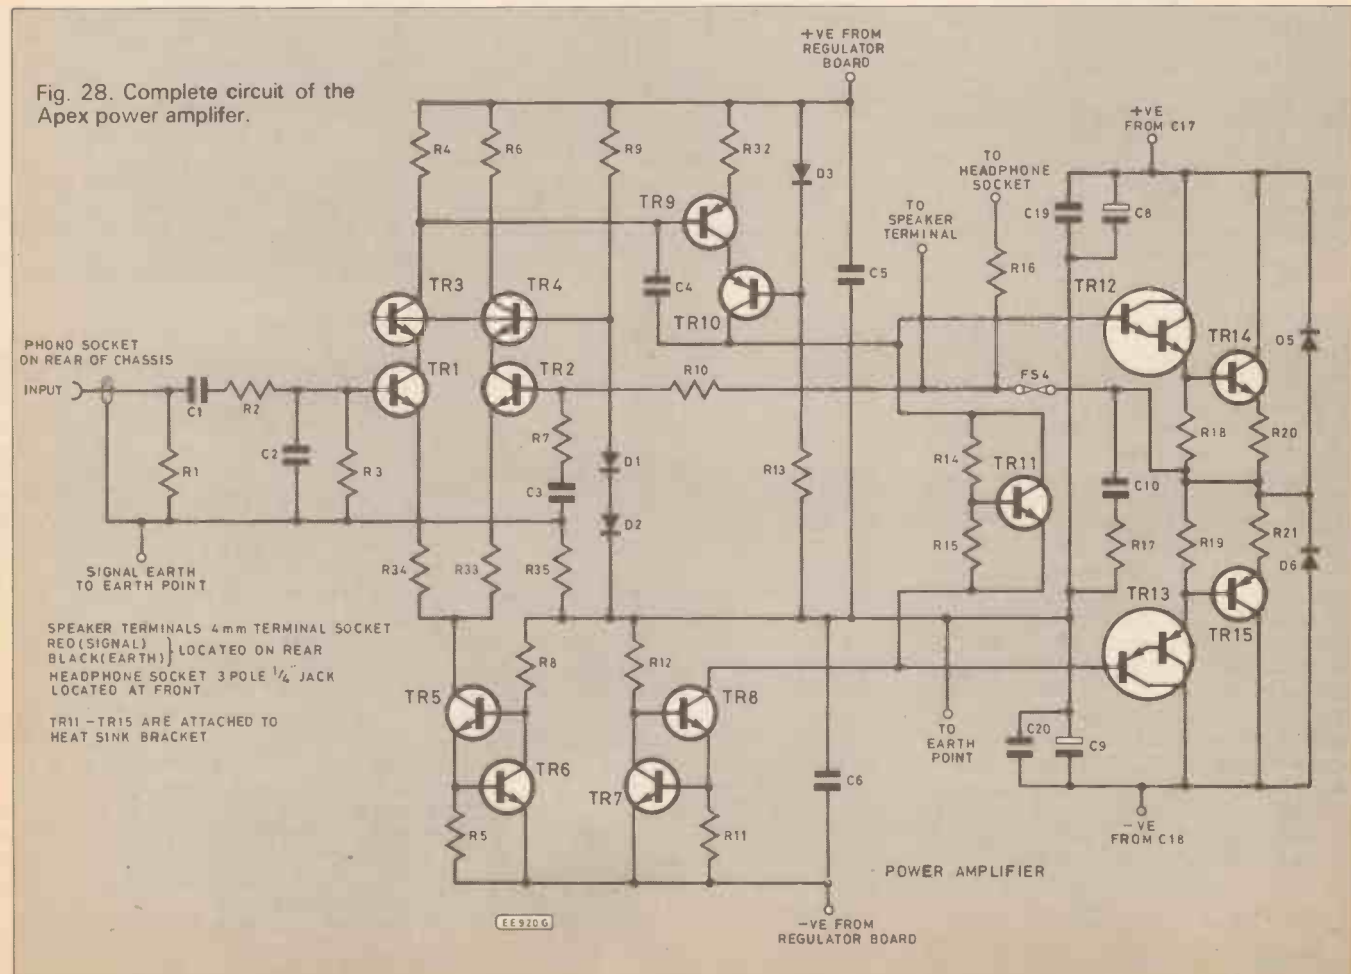 Fig. 28. Complete circuit of the
Apex power amplifer.
+VE FROM
REGULATOR
BOARD
+VE
FROM C17
TO
HEADPHONE
SOCKET
TO
SPEAKER
TERMINAL
R4
R6
R9
R32
D3
TR9
C4
TR10
C5
R16
C19
C8
TR12
TR14
D5
TR3
TR4
PHONO SOCKET
ON REAR OF CHASSIS
INPUT
C1
R2
TR1
TR2
R10
FS4
R18
R20
R1
C2
R3
R7
C3
D1
D2
R13
R14
TR11
R15
C10
R17
R19
R21
D6
SIGNAL EARTH
TO EARTH POINT
R34
R33
R35
TR13
TR15
SPEAKER TERMINALS 4mm TERMINAL SOCKET
RED(SIGNAL)
BLACK(EARTH)} LOCATED ON REAR
HEADPHONE SOCKET 3 POLE 1/4" JACK
LOCATED AT FRONT
TR11 – TR15 ARE ATTACHED TO
HEAT SINK BRACKET
R8
R12
TR5
TR8
TR6
TR7
R5
R11
C6
TO
EARTH
POINT
C20
C9
–VE
FROM C18
POWER AMPLIFIER
EE920G
–VE FROM
REGULATOR BOARD